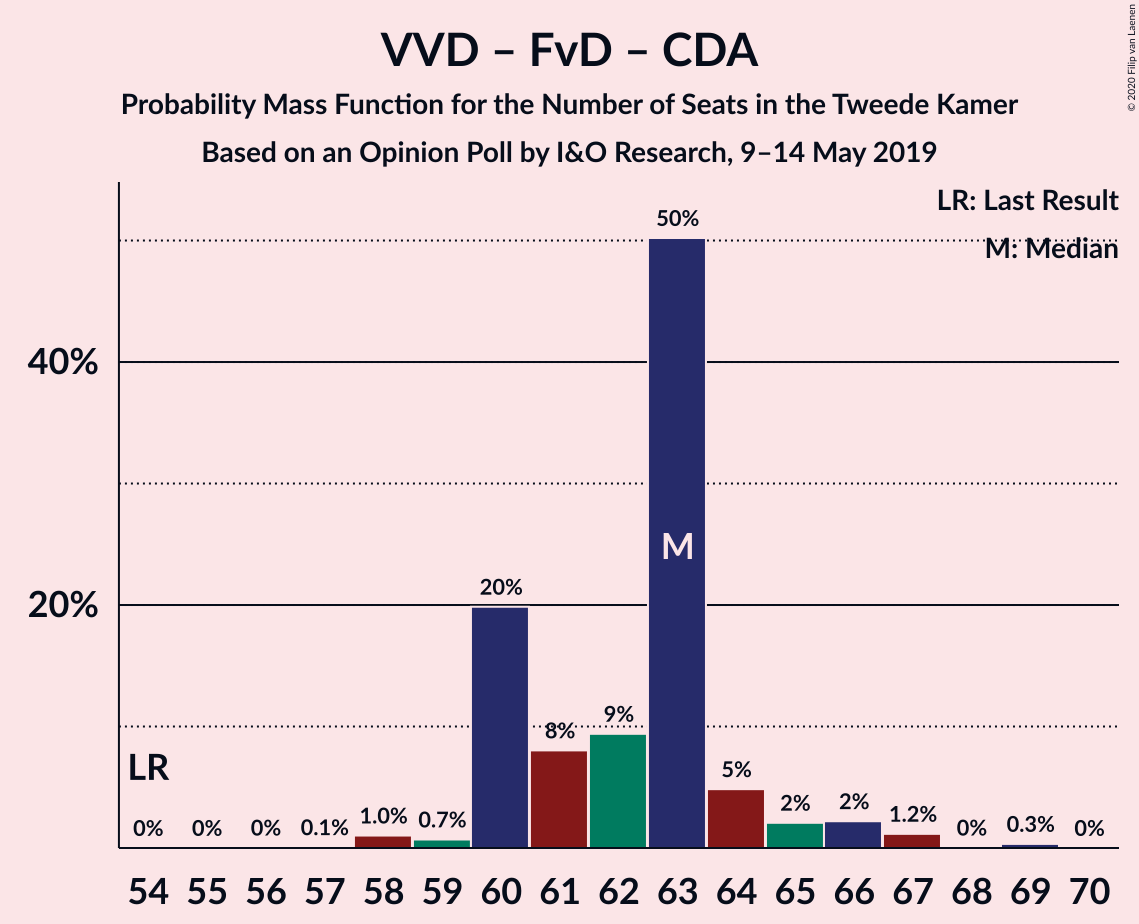 VVD – FvD – CDA
Probability Mass Function for the Number of Seats in the Tweede Kamer
Based on an Opinion Poll by I&O Research, 9–14 May 2019
© 2020 Filip van Laenen
LR: Last Result
M: Median
50%
40%
M
20%
20%
9%
8%
LR
5%
0% 0% 0% 0.1% 1.0% 0.7% 2% 2% 1.2% 0% 0.3% 0%
54 55 56 57 58 59 60 61 62 63 64 65 66 67 68 69 70